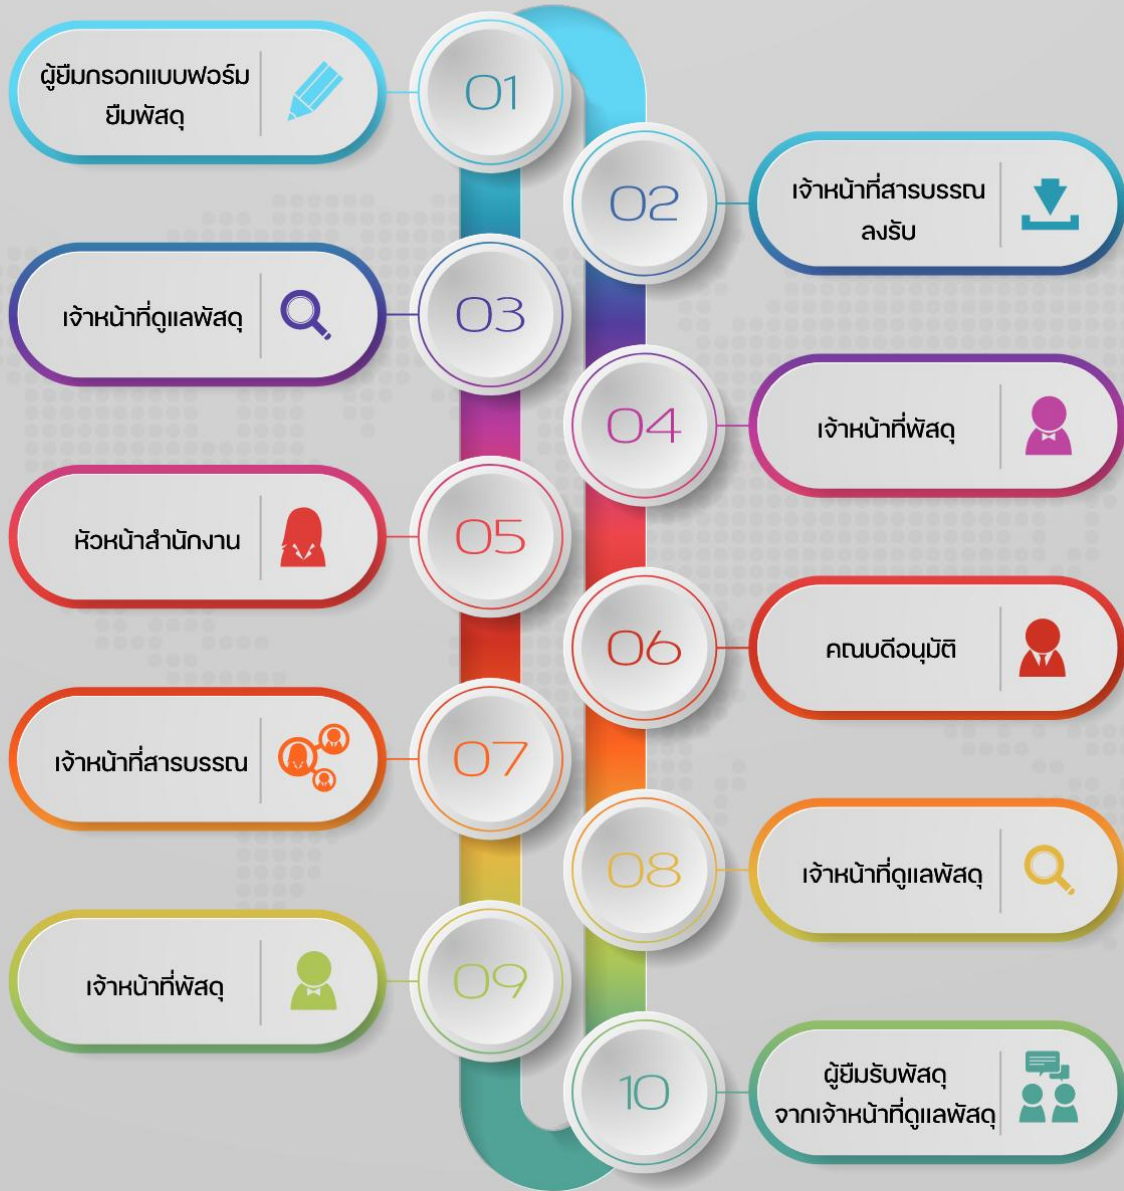 ผู้ยืมกรอกแบบฟอร์ม
ยืมพัสดุ
01
02
เจ้าหน้าที่สารบรรณ
ลงรับ
เจ้าหน้าที่ดูแลพัสดุ
03
04
เจ้าหน้าที่พัสดุ
หัวหน้าสำนักงาน
05
06
คณบดีอนุมัติ
เจ้าหน้าที่สารบรรณ
07
08
เจ้าหน้าที่ดูแลพัสดุ
เจ้าหน้าที่พัสดุ
09
10
ผู้ยืมรับพัสดุ
จากเจ้าหน้าที่ดูแลพัสดุ